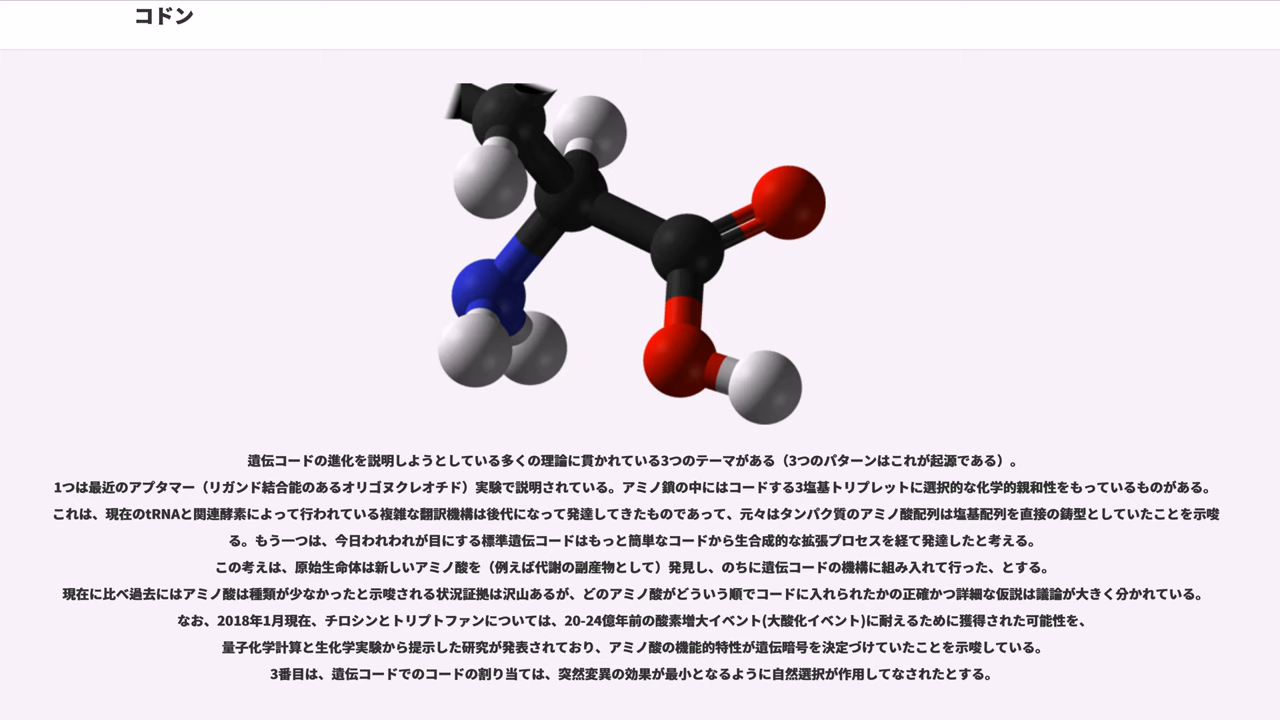 コドン
遺伝コードの進化を説明しようとしている多くの理論に貫かれている3つのテーマがある（3つのパターンはこれが起源である）。
1つは最近のアプタマー（リガンド結合能のあるオリゴヌクレオチド）実験で説明されている。アミノ鎖の中にはコードする3塩基トリプレットに選択的な化学的親和性をもっているものがある。
これは、現在のtRNAと関連酵素によって行われている複雑な翻訳機構は後代になって発達してきたものであって、元々はタンパク質のアミノ酸配列は塩基配列を直接の鋳型としていたことを示唆
る。もう一つは、今日われわれが目にする標準遺伝コードはもっと簡単なコードから生合成的な拡張プロセスを経て発達したと考える。
この考えは、原始生命体は新しいアミノ酸を（例えば代謝の副産物として）発見し、のちに遺伝コードの機構に組み入れて行った、とする。
現在に比べ過去にはアミノ酸は種類が少なかったと示唆される状況証拠は沢山あるが、どのアミノ酸がどういう順でコードに入れられたかの正確かつ詳細な仮説は議論が大きく分かれている。
なお、2018年1月現在、チロシンとトリプトファンについては、20-24億年前の酸素増大イベント(大酸化イベント)に耐えるために獲得された可能性を、
量子化学計算と生化学実験から提示した研究が発表されており、アミノ酸の機能的特性が遺伝暗号を決定づけていたことを示唆している。
3番目は、遺伝コードでのコードの割り当ては、突然変異の効果が最小となるように自然選択が作用してなされたとする。